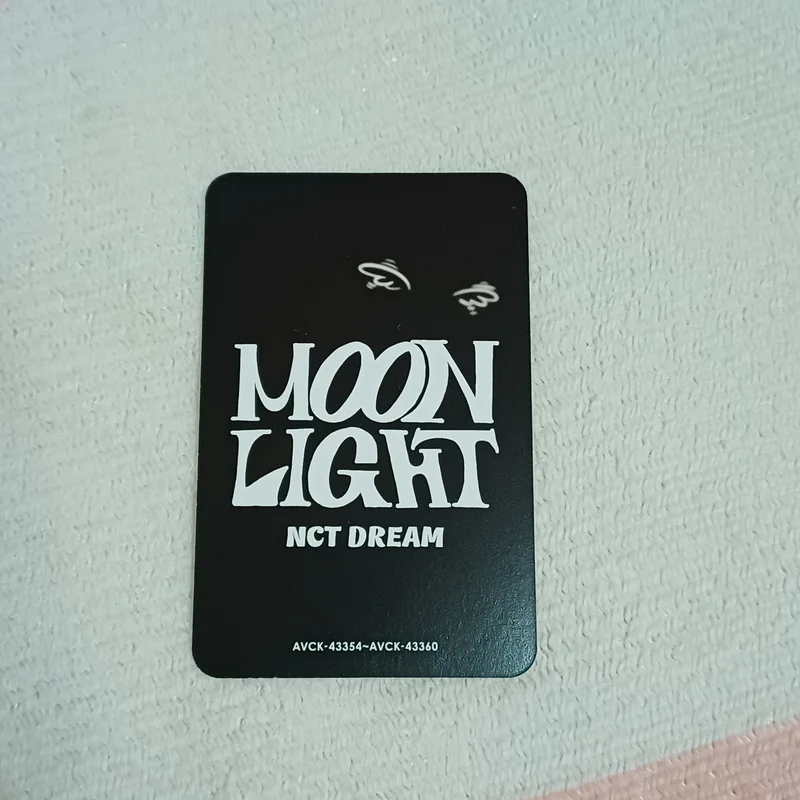 MOON
LIGHT
NCT DREAM
AVCK-43354~AVCK-43360